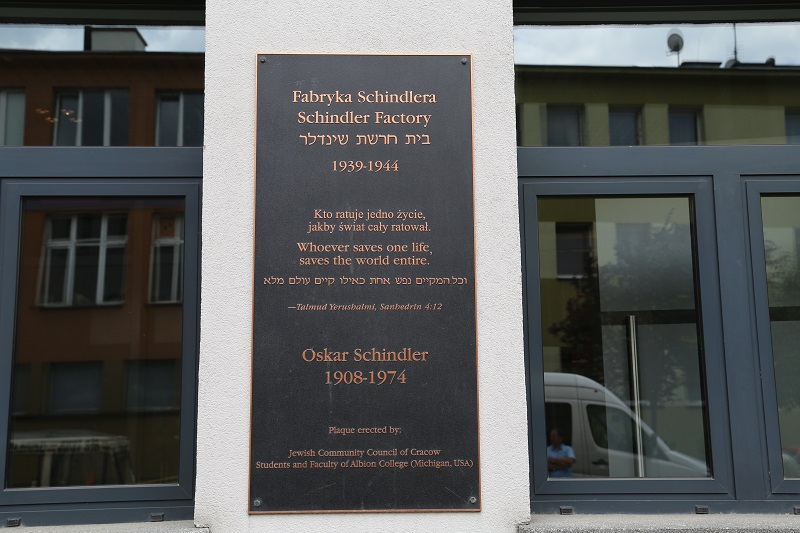 Fabryka Schindlera
Schindler Factory
בית חרשת שינדלר
1939-1944
Kto ratuje jedno życie,
jakby świat cały ratował.
Whoever saves one life,
saves the world entire.
וכל המקיים נפש אחת כאילו קיים עולם מלא
—Talmud Yerushalmi, Sanhedrin 4:12
Oskar Schindler
1908-1974
Plaque erected by:
Jewish Community Council of Cracow
Students and Faculty of Albion College (Michigan, USA)